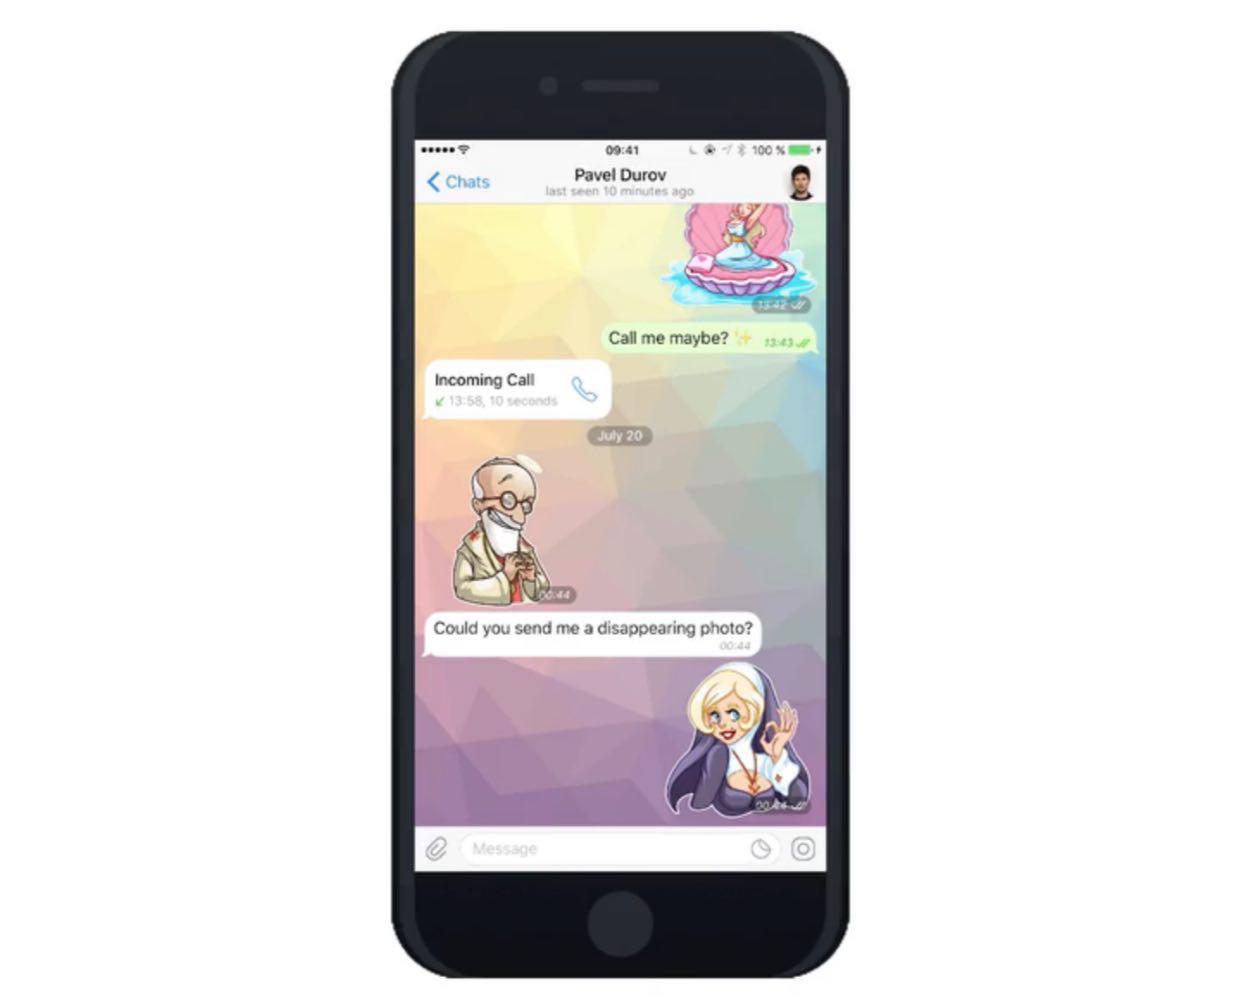 09:41 100 %
Chats
Pavel Durov
last seen 10 minutes ago
13:42
Call me maybe? ✨ 13:43
Incoming Call
13:58, 10 seconds
July 20
00:44
Could you send me a disappearing photo?
00:44
00:44
Message